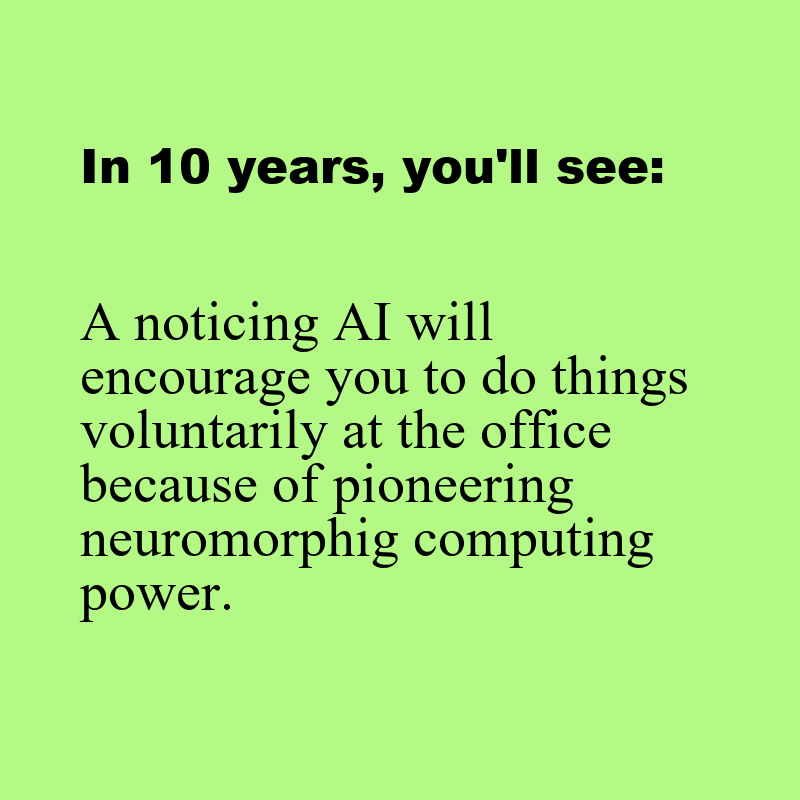 In 10 years, you'll see:
A noticing AI will
encourage you to do things
voluntarily at the office
because of pioneering
neuromorphig computing
power.